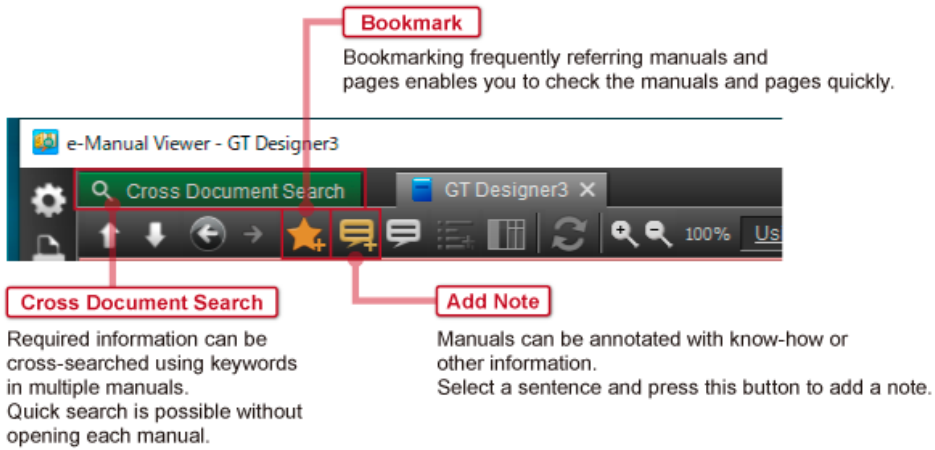 Bookmark
Bookmarking frequently referring manuals and
pages enables you to check the manuals and pages quickly.
e-Manual Viewer - GT Designer3
Cross Document Search
GT Designer3
100%
Us
Cross Document Search
Required information can be
cross-searched using keywords
in multiple manuals.
Quick search is possible without
opening each manual.
Add Note
Manuals can be annotated with know-how or
other information.
Select a sentence and press this button to add a note.